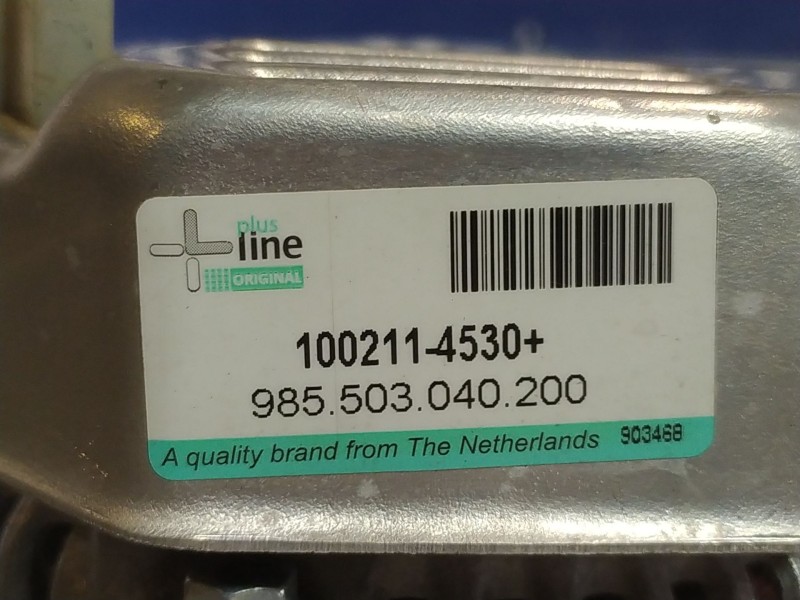 plus
line
ORIGINAL
100211-4530+
985.503.040.200
A quality brand from The Netherlands 903468